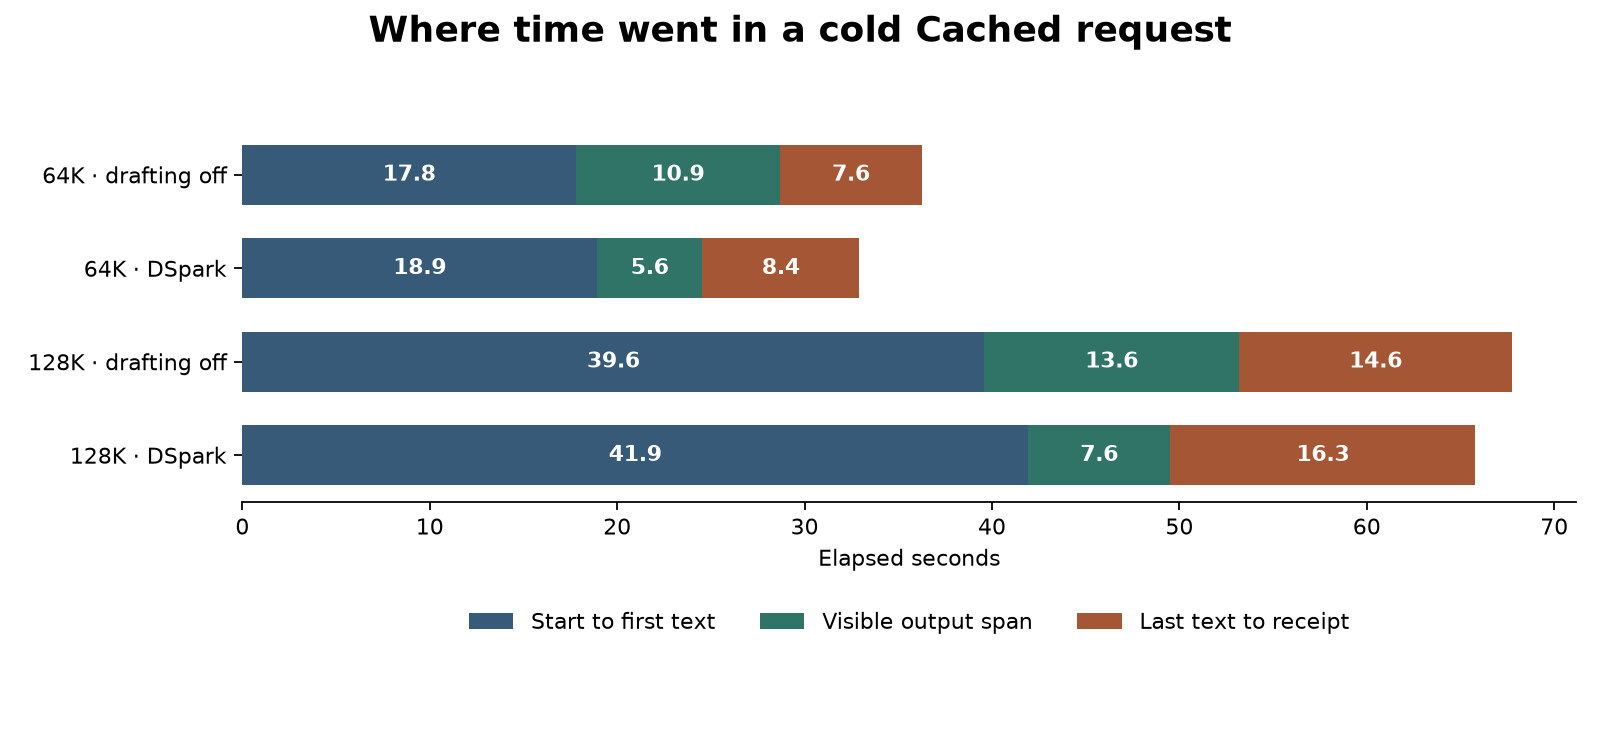 Where time went in a cold Cached request
64K · drafting off
17.8 10.9 7.6
64K · DSpark
18.9 5.6 8.4
128K · drafting off
39.6 13.6 14.6
128K · DSpark
41.9 7.6 16.3
0 10 20 30 40 50 60 70
Elapsed seconds
Start to first text Visible output span Last text to receipt